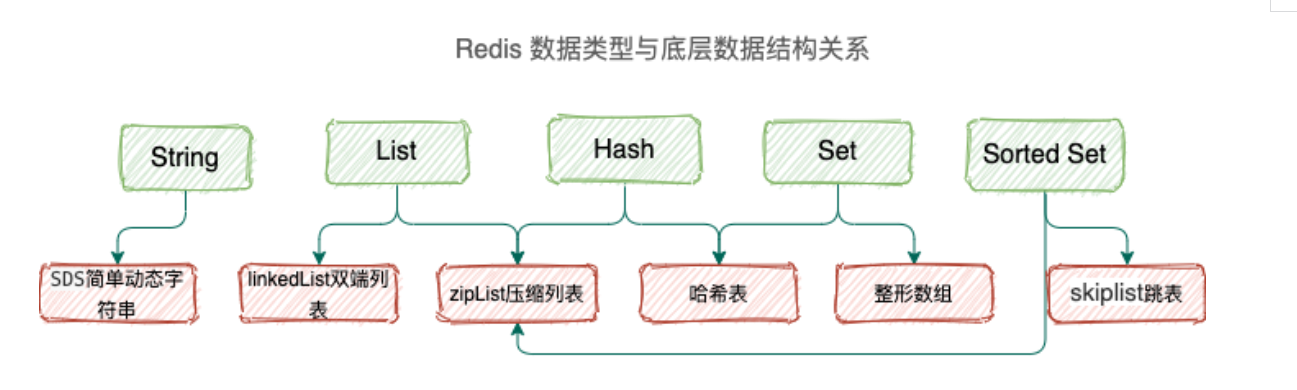 Redis 数据类型与底层数据结构关系
String
List
Hash
Set
Sorted Set
SDS简单动态字
符串
linkedList双端列
表
zipList压缩列表
哈希表
整形数组
skiplist跳表